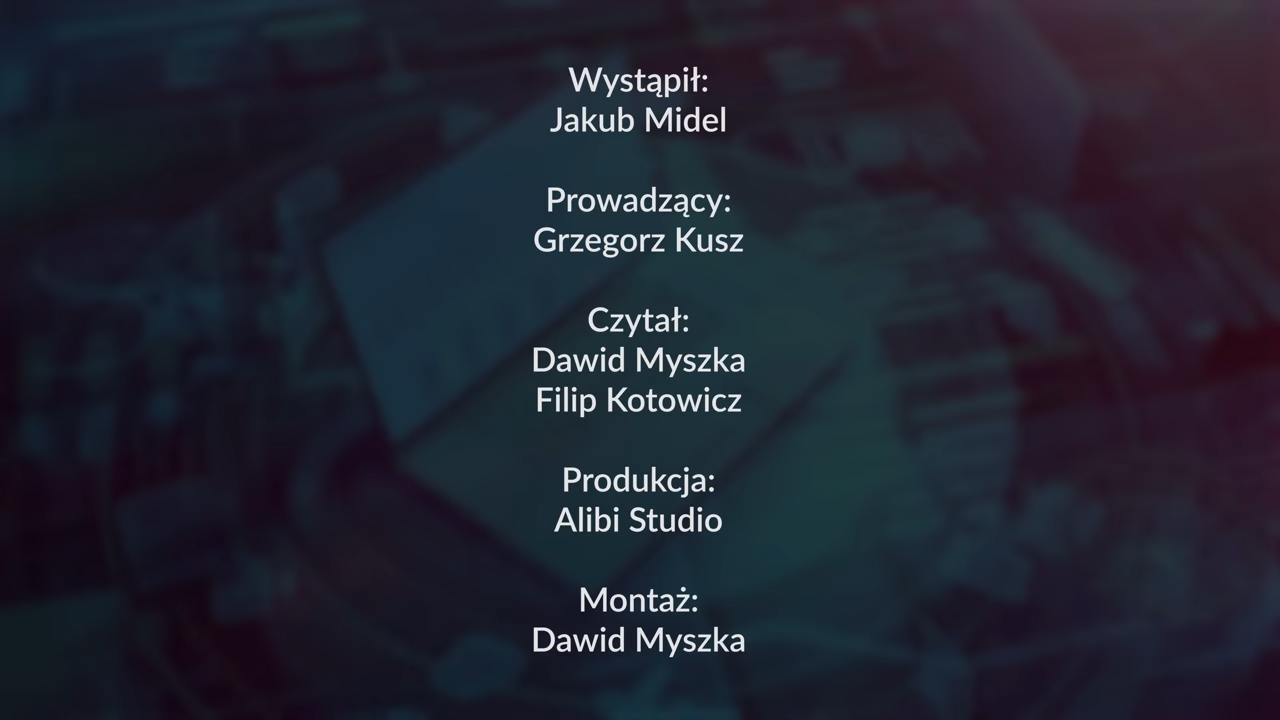 Wystąpił:
Jakub Midel
Prowadzący:
Grzegorz Kusz
Czytał:
Dawid Myszka
Filip Kotowicz
Produkcja:
Alibi Studio
Montaż:
Dawid Myszka